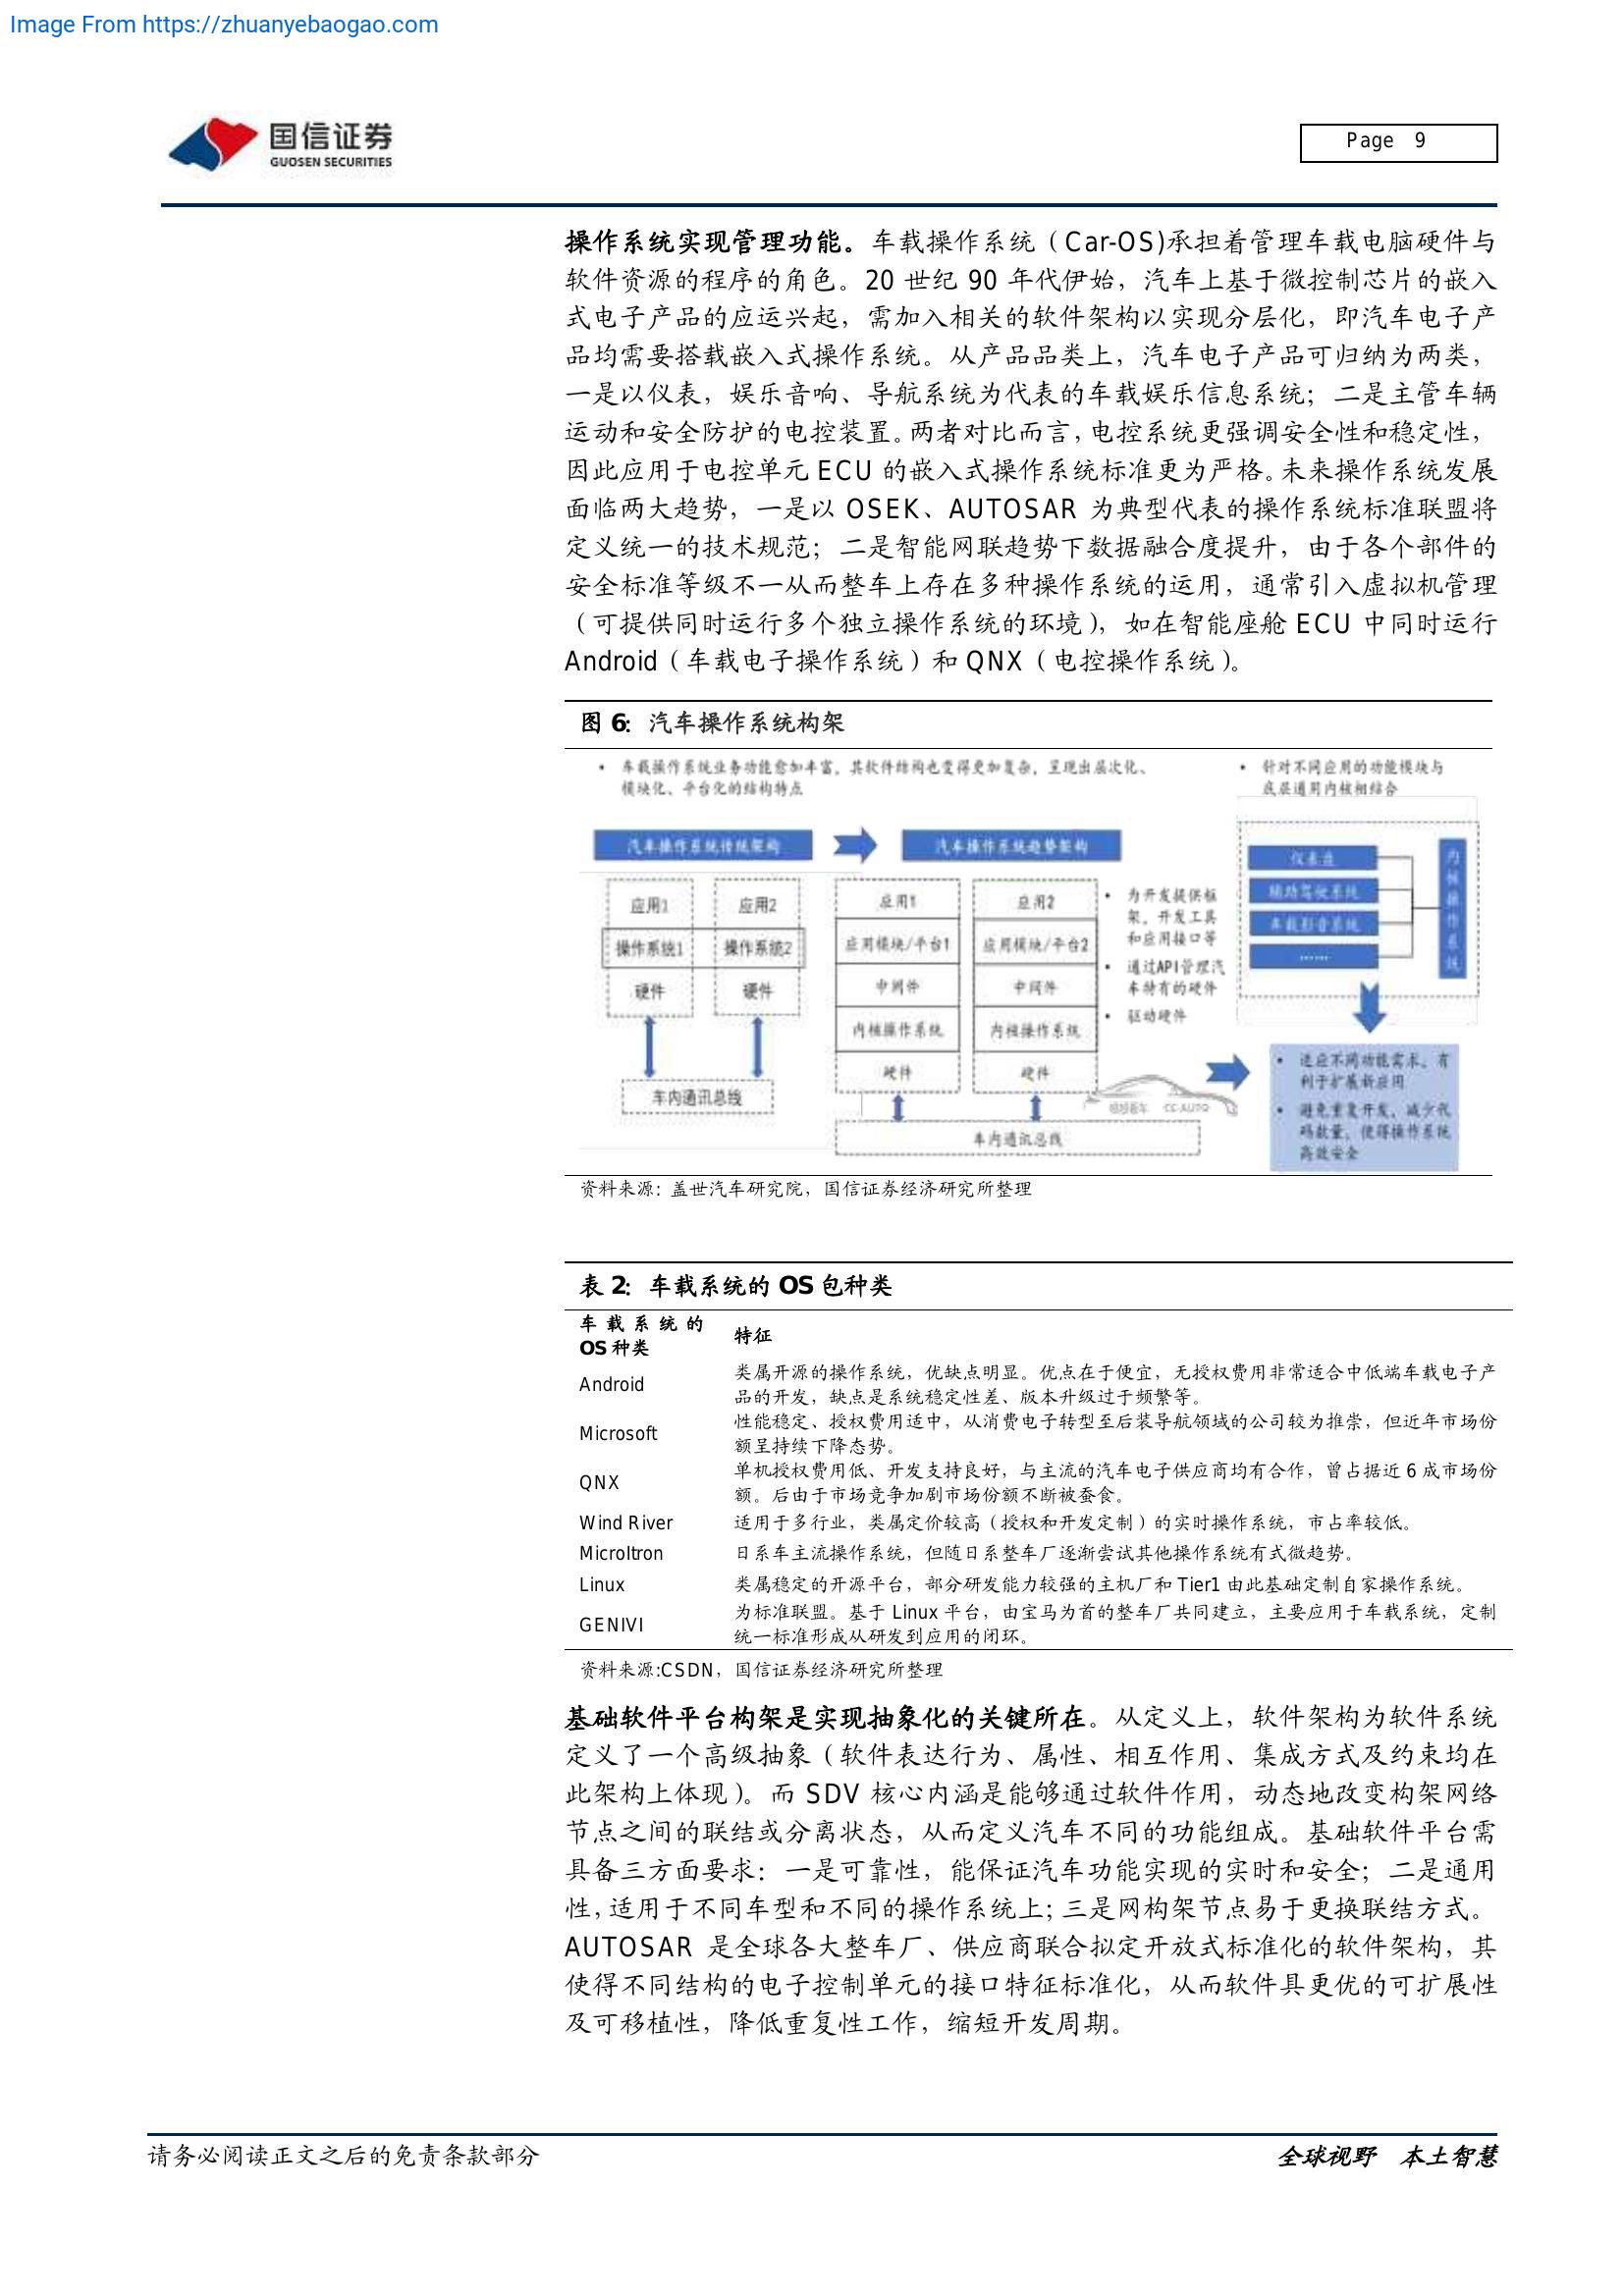 Image From https://zhuanyebaogao.com
国信证券
GUOSEN SECURITIES
Page 9
操作系统实现管理功能。车载操作系统（Car-OS)承担着管理车载电脑硬件与
软件资源的程序的角色。20 世纪 90 年代伊始，汽车上基于微控制芯片的嵌入
式电子产品的应运兴起，需加入相关的软件架构以实现分层化，即汽车电子产
品均需要搭载嵌入式操作系统。从产品品类上，汽车电子产品可归纳为两类，
一是以仪表，娱乐音响、导航系统为代表的车载娱乐信息系统；二是主管车辆
运动和安全防护的电控装置。两者对比而言，电控系统更强调安全性和稳定性，
因此应用于电控单元 ECU 的嵌入式操作系统标准更为严格。未来操作系统发展
面临两大趋势，一是以 OSEK、AUTOSAR 为典型代表的操作系统标准联盟将
定义统一的技术规范；二是智能网联趋势下数据融合度提升，由于各个部件的
安全标准等级不一从而整车上存在多种操作系统的运用，通常引入虚拟机管理
（可提供同时运行多个独立操作系统的环境），如在智能座舱 ECU 中同时运行
Android（车载电子操作系统）和 QNX（电控操作系统）。
图 6：汽车操作系统构架
• 车载操作系统业务功能愈加丰富，其软件结构也变得更加复杂，呈现出层次化、
模块化、平台化的结构特点
• 针对不同应用的功能模块与
底层通用内核相结合
汽车操作系统传统架构
汽车操作系统趋势架构
应用1
应用2
操作系统1
操作系统2
硬件
硬件
车内通讯总线
应用1
应用2
应用模块/平台1
应用模块/平台2
中间件
中间件
内核操作系统
内核操作系统
硬件
硬件
车内通讯总线
• 为开发提供框
架，开发工具
和应用接口等
• 通过API管理汽
车特有的硬件
• 驱动硬件
CC-AUTO
仪表盘
辅助驾驶系统
车载影音系统
……
内核操作系统
• 适应不同功能需求，有
利于扩展新应用
• 避免重复开发，减少代
码数量，使得操作系统
高效安全
资料来源：盖世汽车研究院，国信证券经济研究所整理
表 2：车载系统的 OS 包种类
车载系统的
OS 种类
特征
Android
类属开源的操作系统，优缺点明显。优点在于便宜，无授权费用非常适合中低端车载电子产
品的开发，缺点是系统稳定性差、版本升级过于频繁等。
Microsoft
性能稳定、授权费用适中，从消费电子转型至后装导航领域的公司较为推崇，但近年市场份
额呈持续下降态势。
QNX
单机授权费用低、开发支持良好，与主流的汽车电子供应商均有合作，曾占据近 6 成市场份
额。后由于市场竞争加剧市场份额不断被蚕食。
Wind River
适用于多行业，类属定价较高（授权和开发定制）的实时操作系统，市占率较低。
MicroItron
日系车主流操作系统，但随日系整车厂逐渐尝试其他操作系统有式微趋势。
Linux
类属稳定的开源平台，部分研发能力较强的主机厂和 Tier1 由此基础定制自家操作系统。
GENIVI
为标准联盟。基于 Linux 平台，由宝马为首的整车厂共同建立，主要应用于车载系统，定制
统一标准形成从研发到应用的闭环。
资料来源:CSDN，国信证券经济研究所整理
基础软件平台构架是实现抽象化的关键所在。从定义上，软件架构为软件系统
定义了一个高级抽象（软件表达行为、属性、相互作用、集成方式及约束均在
此架构上体现）。而 SDV 核心内涵是能够通过软件作用，动态地改变构架网络
节点之间的联结或分离状态，从而定义汽车不同的功能组成。基础软件平台需
具备三方面要求：一是可靠性，能保证汽车功能实现的实时和安全；二是通用
性，适用于不同车型和不同的操作系统上；三是网构架节点易于更换联结方式。
AUTOSAR 是全球各大整车厂、供应商联合拟定开放式标准化的软件架构，其
使得不同结构的电子控制单元的接口特征标准化，从而软件具更优的可扩展性
及可移植性，降低重复性工作，缩短开发周期。
请务必阅读正文之后的免责条款部分
全球视野 本土智慧